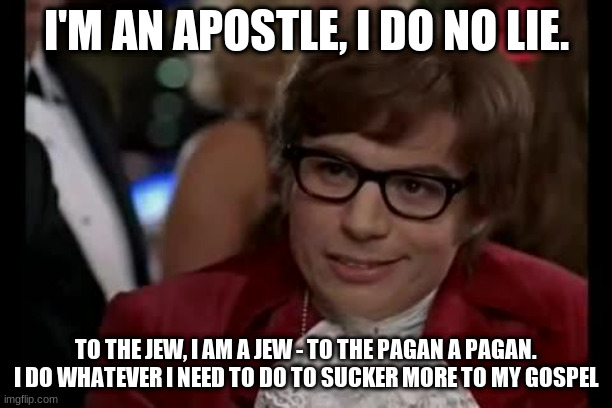 I'M AN APOSTLE, I DO NO LIE.
TO THE JEW, I AM A JEW - TO THE PAGAN A PAGAN.
I DO WHATEVER I NEED TO DO TO SUCKER MORE TO MY GOSPEL
imgflip.com